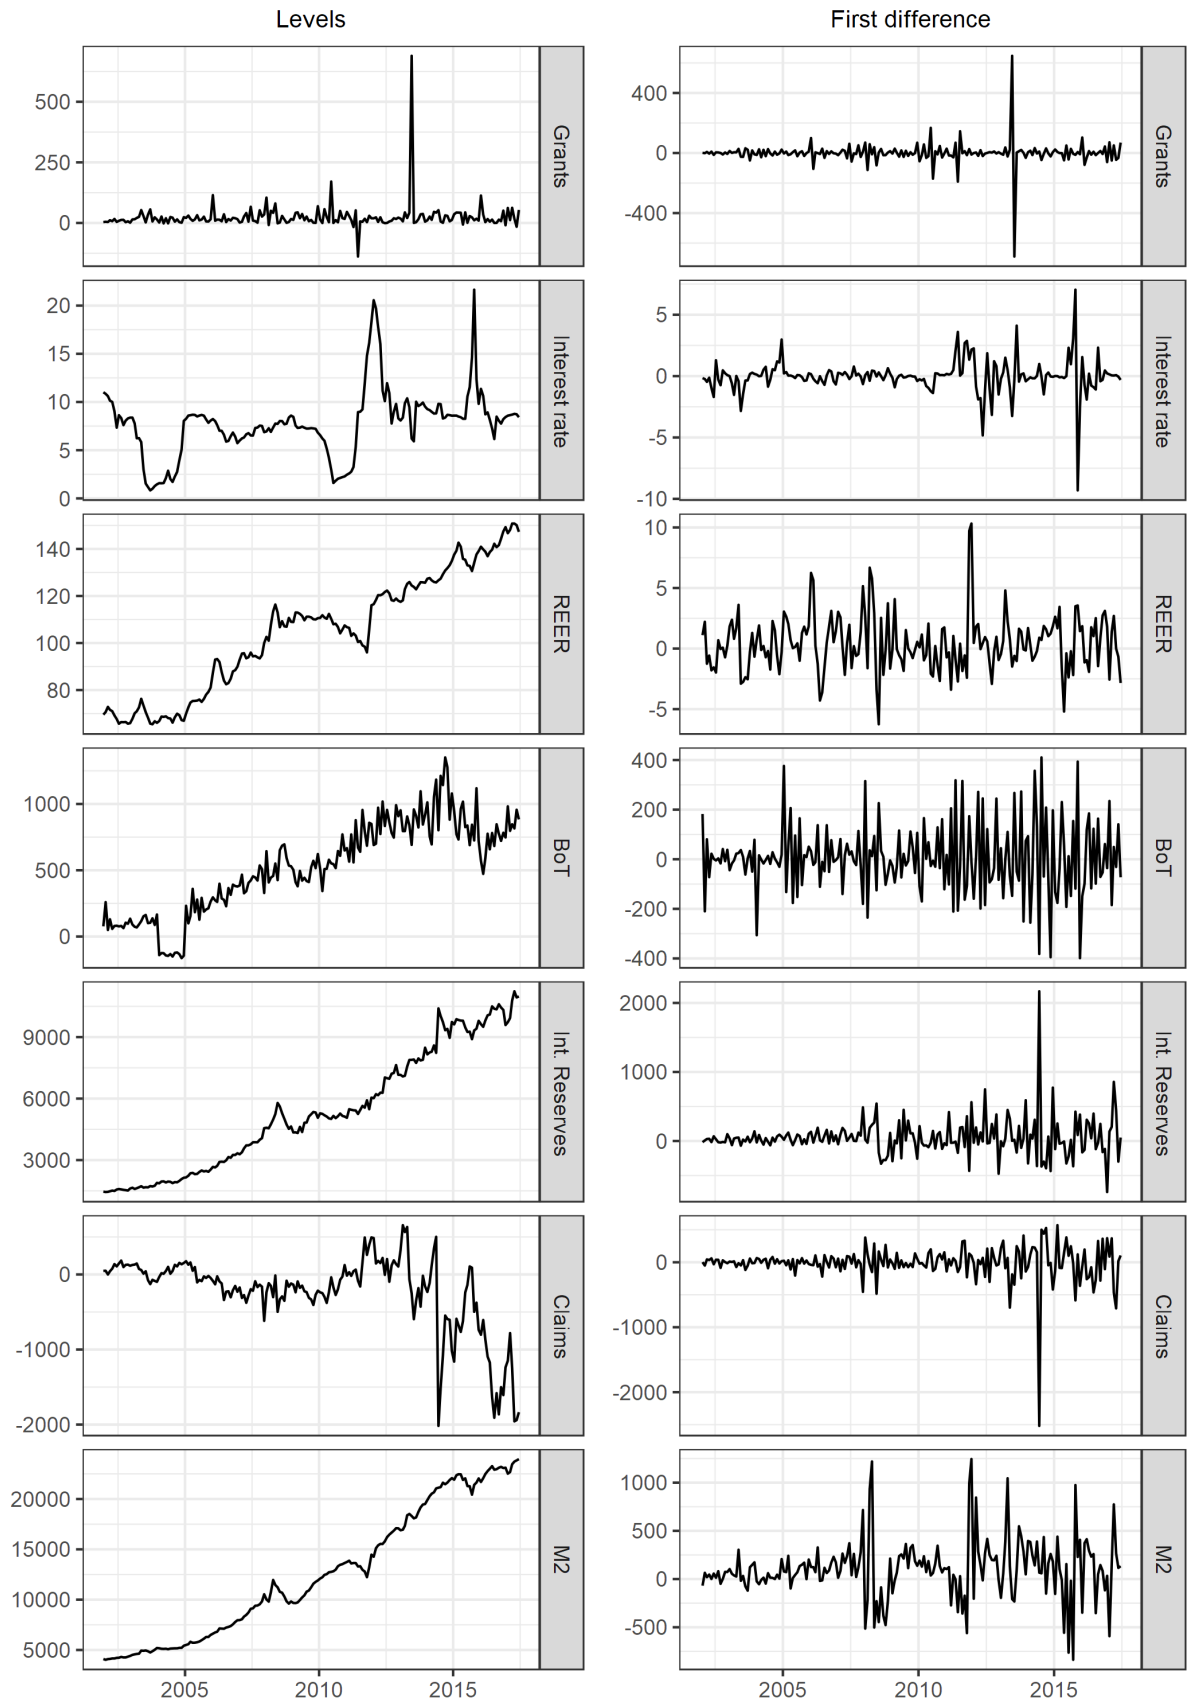 Levels
First difference
500
250
0
Grants
400
0
-400
Grants
20
15
10
5
0
Interest rate
5
0
-5
-10
Interest rate
140
120
100
80
REER
10
5
0
-5
REER
1000
500
0
BoT
400
200
0
-200
-400
BoT
9000
6000
3000
Int. Reserves
2000
1000
0
Int. Reserves
0
-1000
-2000
Claims
0
-1000
-2000
Claims
20000
15000
10000
5000
M2
1000
500
0
-500
M2
2005 2010 2015
2005 2010 2015